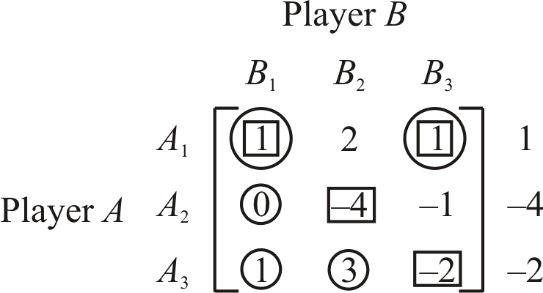 Player B
B₁ B₂ B₃
A₁ 1 2 1 1
Player A A₂ 0 –4 –1 –4
A₃ 1 3 –2 –2